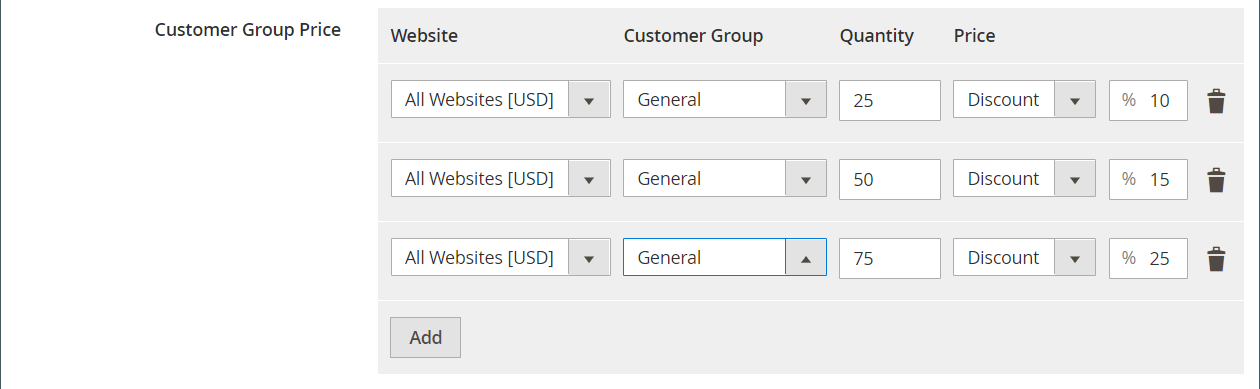 Customer Group Price
Website Customer Group Quantity Price
All Websites [USD] General 25 Discount % 10
All Websites [USD] General 50 Discount % 15
All Websites [USD] General 75 Discount % 25
Add